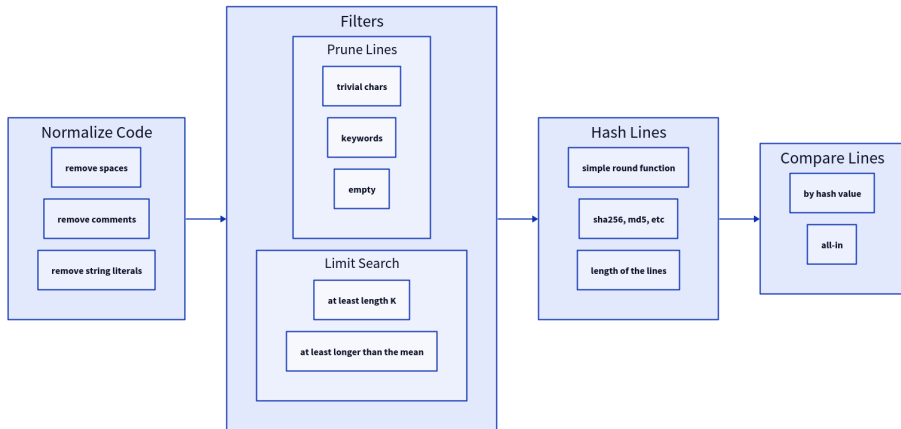 Normalize Code
remove spaces
remove comments
remove string literals
Filters
Prune Lines
trivial chars
keywords
empty
Limit Search
at least length K
at least longer than the mean
Hash Lines
simple round function
sha256, md5, etc
length of the lines
Compare Lines
by hash value
all-in